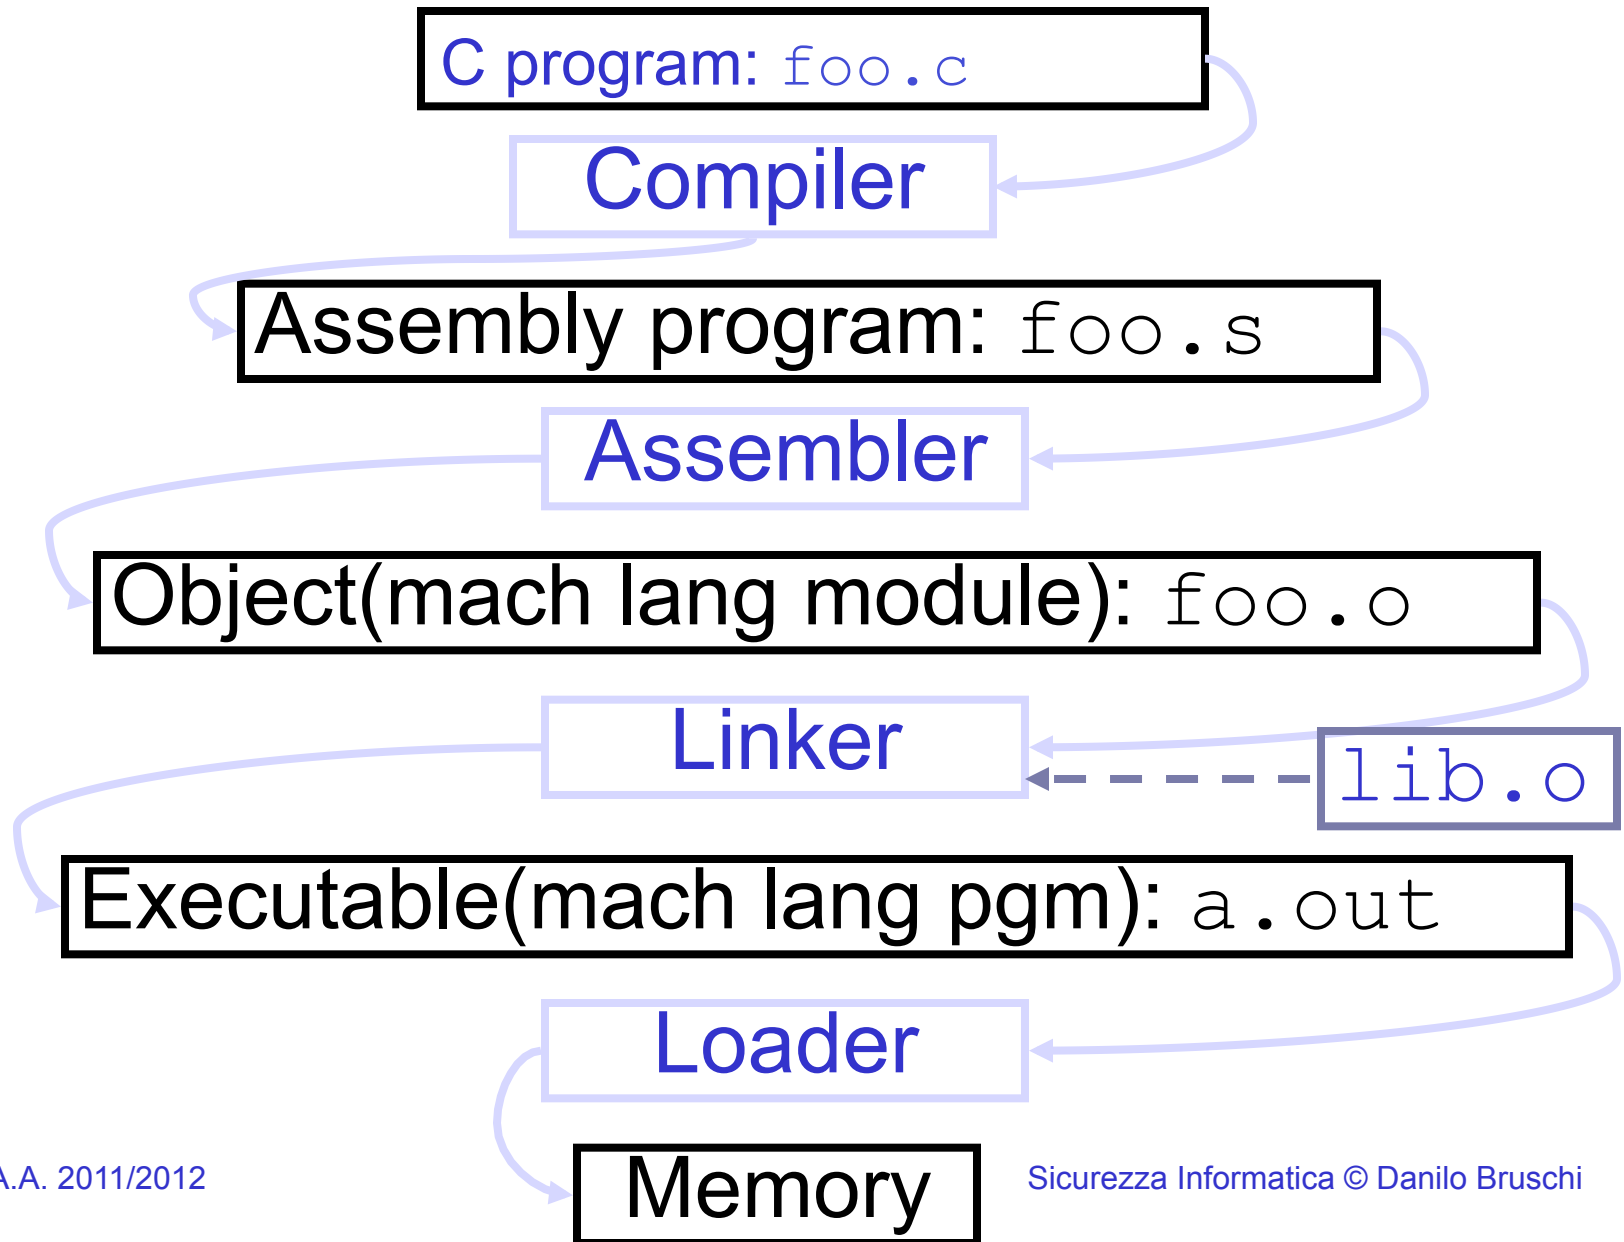 C program: foo.c
Compiler
Assembly program: foo.s
Assembler
Object(mach lang module): foo.o
Linker
lib.o
Executable(mach lang pgm): a.out
Loader
Memory
A.A. 2011/2012
Sicurezza Informatica © Danilo Bruschi